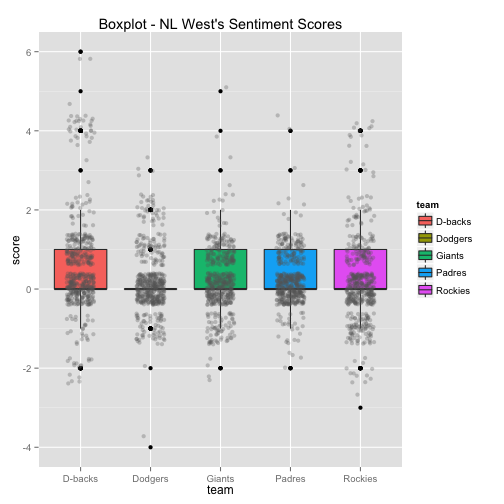 Boxplot - NL West's Sentiment Scores
6
4
2
0
-2
-4
score
D-backs
Dodgers
Giants
Padres
Rockies
team
team
D-backs
Dodgers
Giants
Padres
Rockies